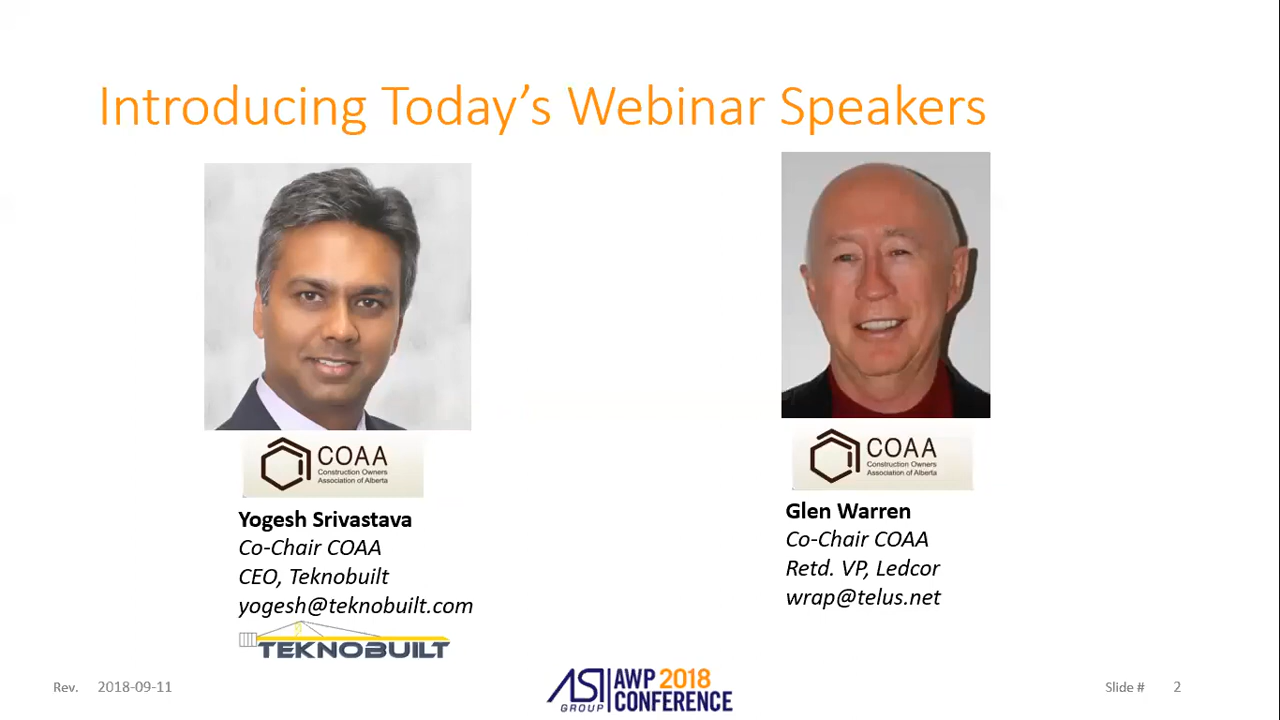 Introducing Today's Webinar Speakers
COAA
Construction Owners
Association of Alberta
Yogesh Srivastava
Co-Chair COAA
CEO, Teknobuilt
yogesh@teknobuilt.com
TEKNOBUILT
COAA
Construction Owners
Association of Alberta
Glen Warren
Co-Chair COAA
Retd. VP, Ledcor
wrap@telus.net
Rev. 2018-09-11
ASI
GROUP
AWP 2018
CONFERENCE
Slide # 2